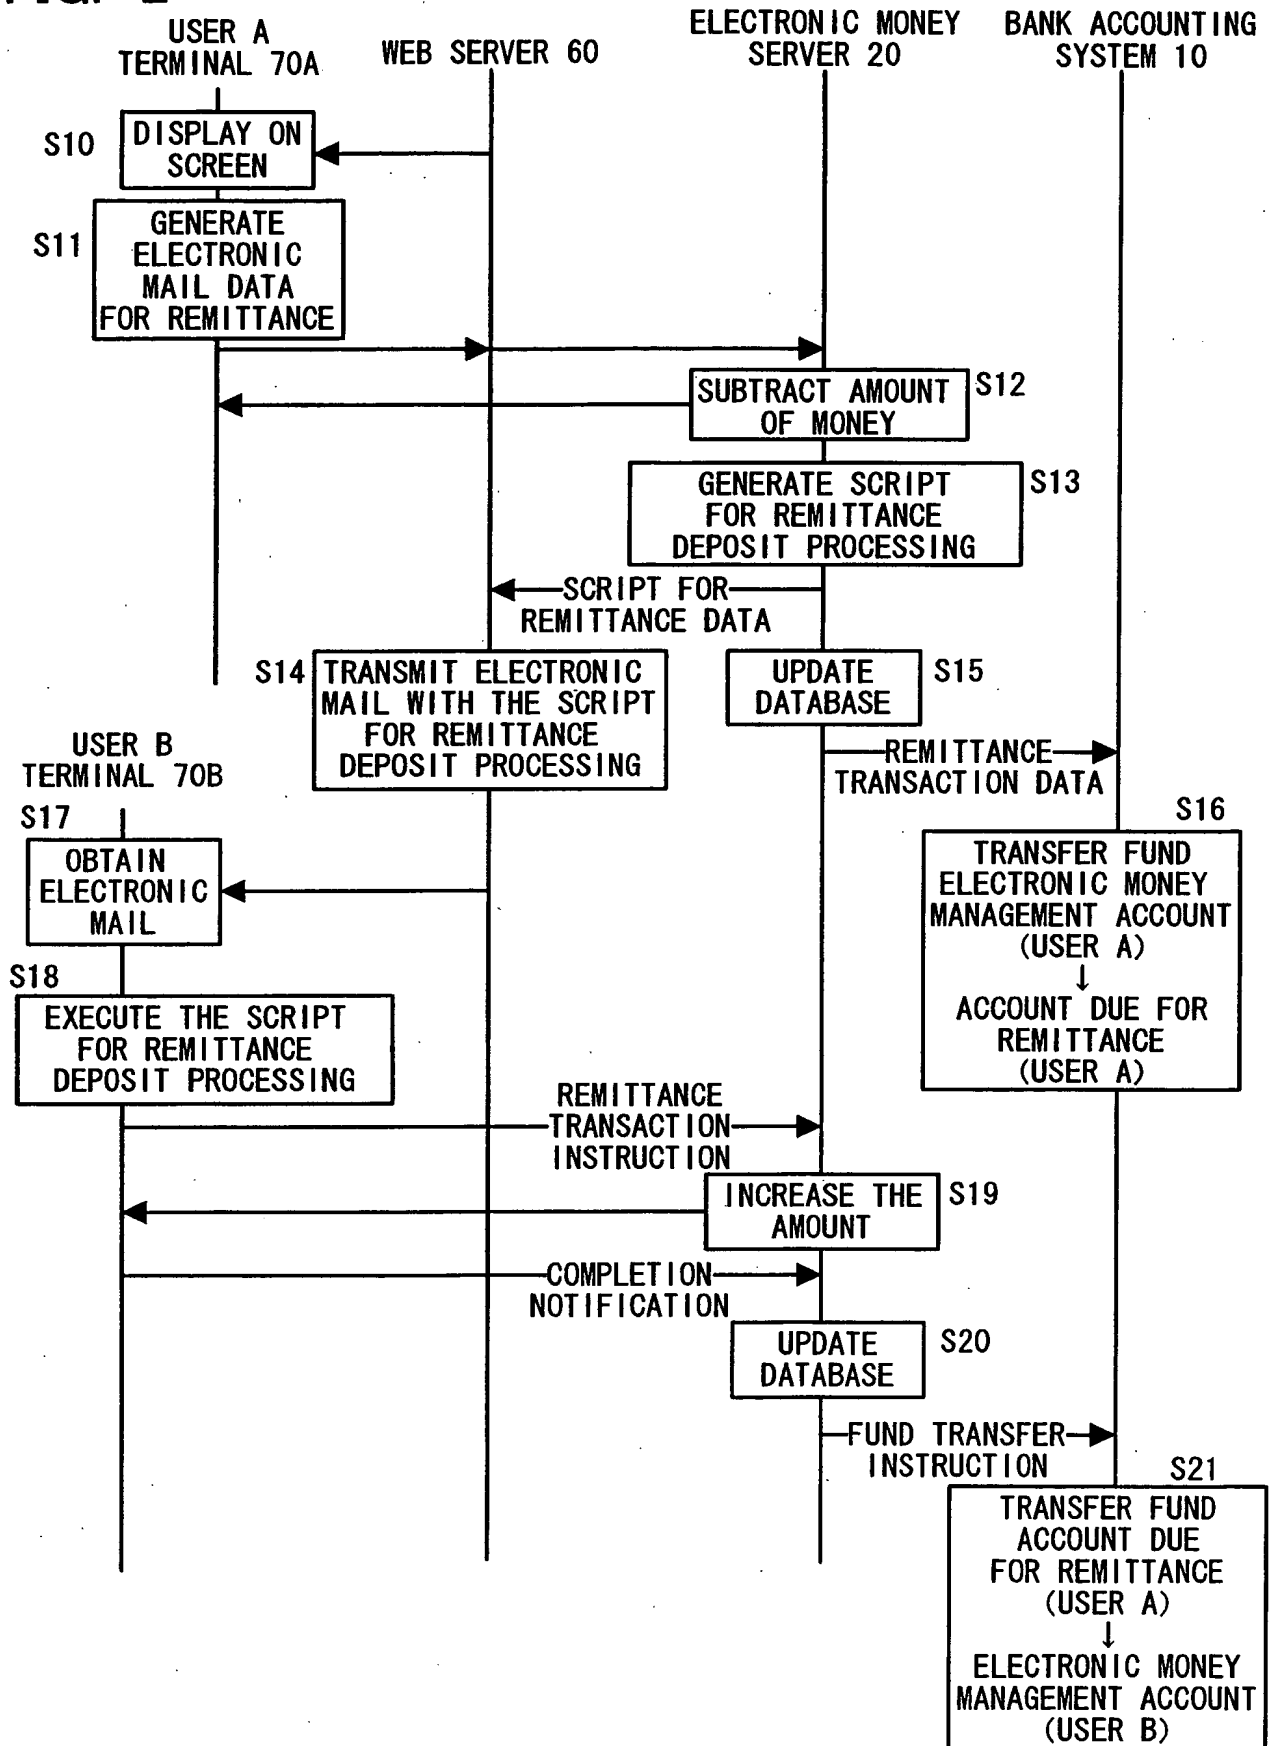 USER A
TERMINAL 70A
WEB SERVER 60
ELECTRONIC MONEY
SERVER 20
BANK ACCOUNTING
SYSTEM 10
S10
DISPLAY ON
SCREEN
S11
GENERATE
ELECTRONIC
MAIL DATA
FOR REMITTANCE
SUBTRACT AMOUNT
OF MONEY
S12
GENERATE SCRIPT
FOR REMITTANCE
DEPOSIT PROCESSING
S13
SCRIPT FOR
REMITTANCE DATA
S14
TRANSMIT ELECTRONIC
MAIL WITH THE SCRIPT
FOR REMITTANCE
DEPOSIT PROCESSING
UPDATE
DATABASE
S15
REMITTANCE
TRANSACTION DATA
USER B
TERMINAL 70B
S17
OBTAIN
ELECTRONIC
MAIL
S16
TRANSFER FUND
ELECTRONIC MONEY
MANAGEMENT ACCOUNT
(USER A)
↓
ACCOUNT DUE FOR
REMITTANCE
(USER A)
S18
EXECUTE THE SCRIPT
FOR REMITTANCE
DEPOSIT PROCESSING
REMITTANCE
TRANSACTION
INSTRUCTION
INCREASE THE
AMOUNT
S19
COMPLETION
NOTIFICATION
UPDATE
DATABASE
S20
FUND TRANSFER
INSTRUCTION
S21
TRANSFER FUND
ACCOUNT DUE
FOR REMITTANCE
(USER A)
↓
ELECTRONIC MONEY
MANAGEMENT ACCOUNT
(USER B)